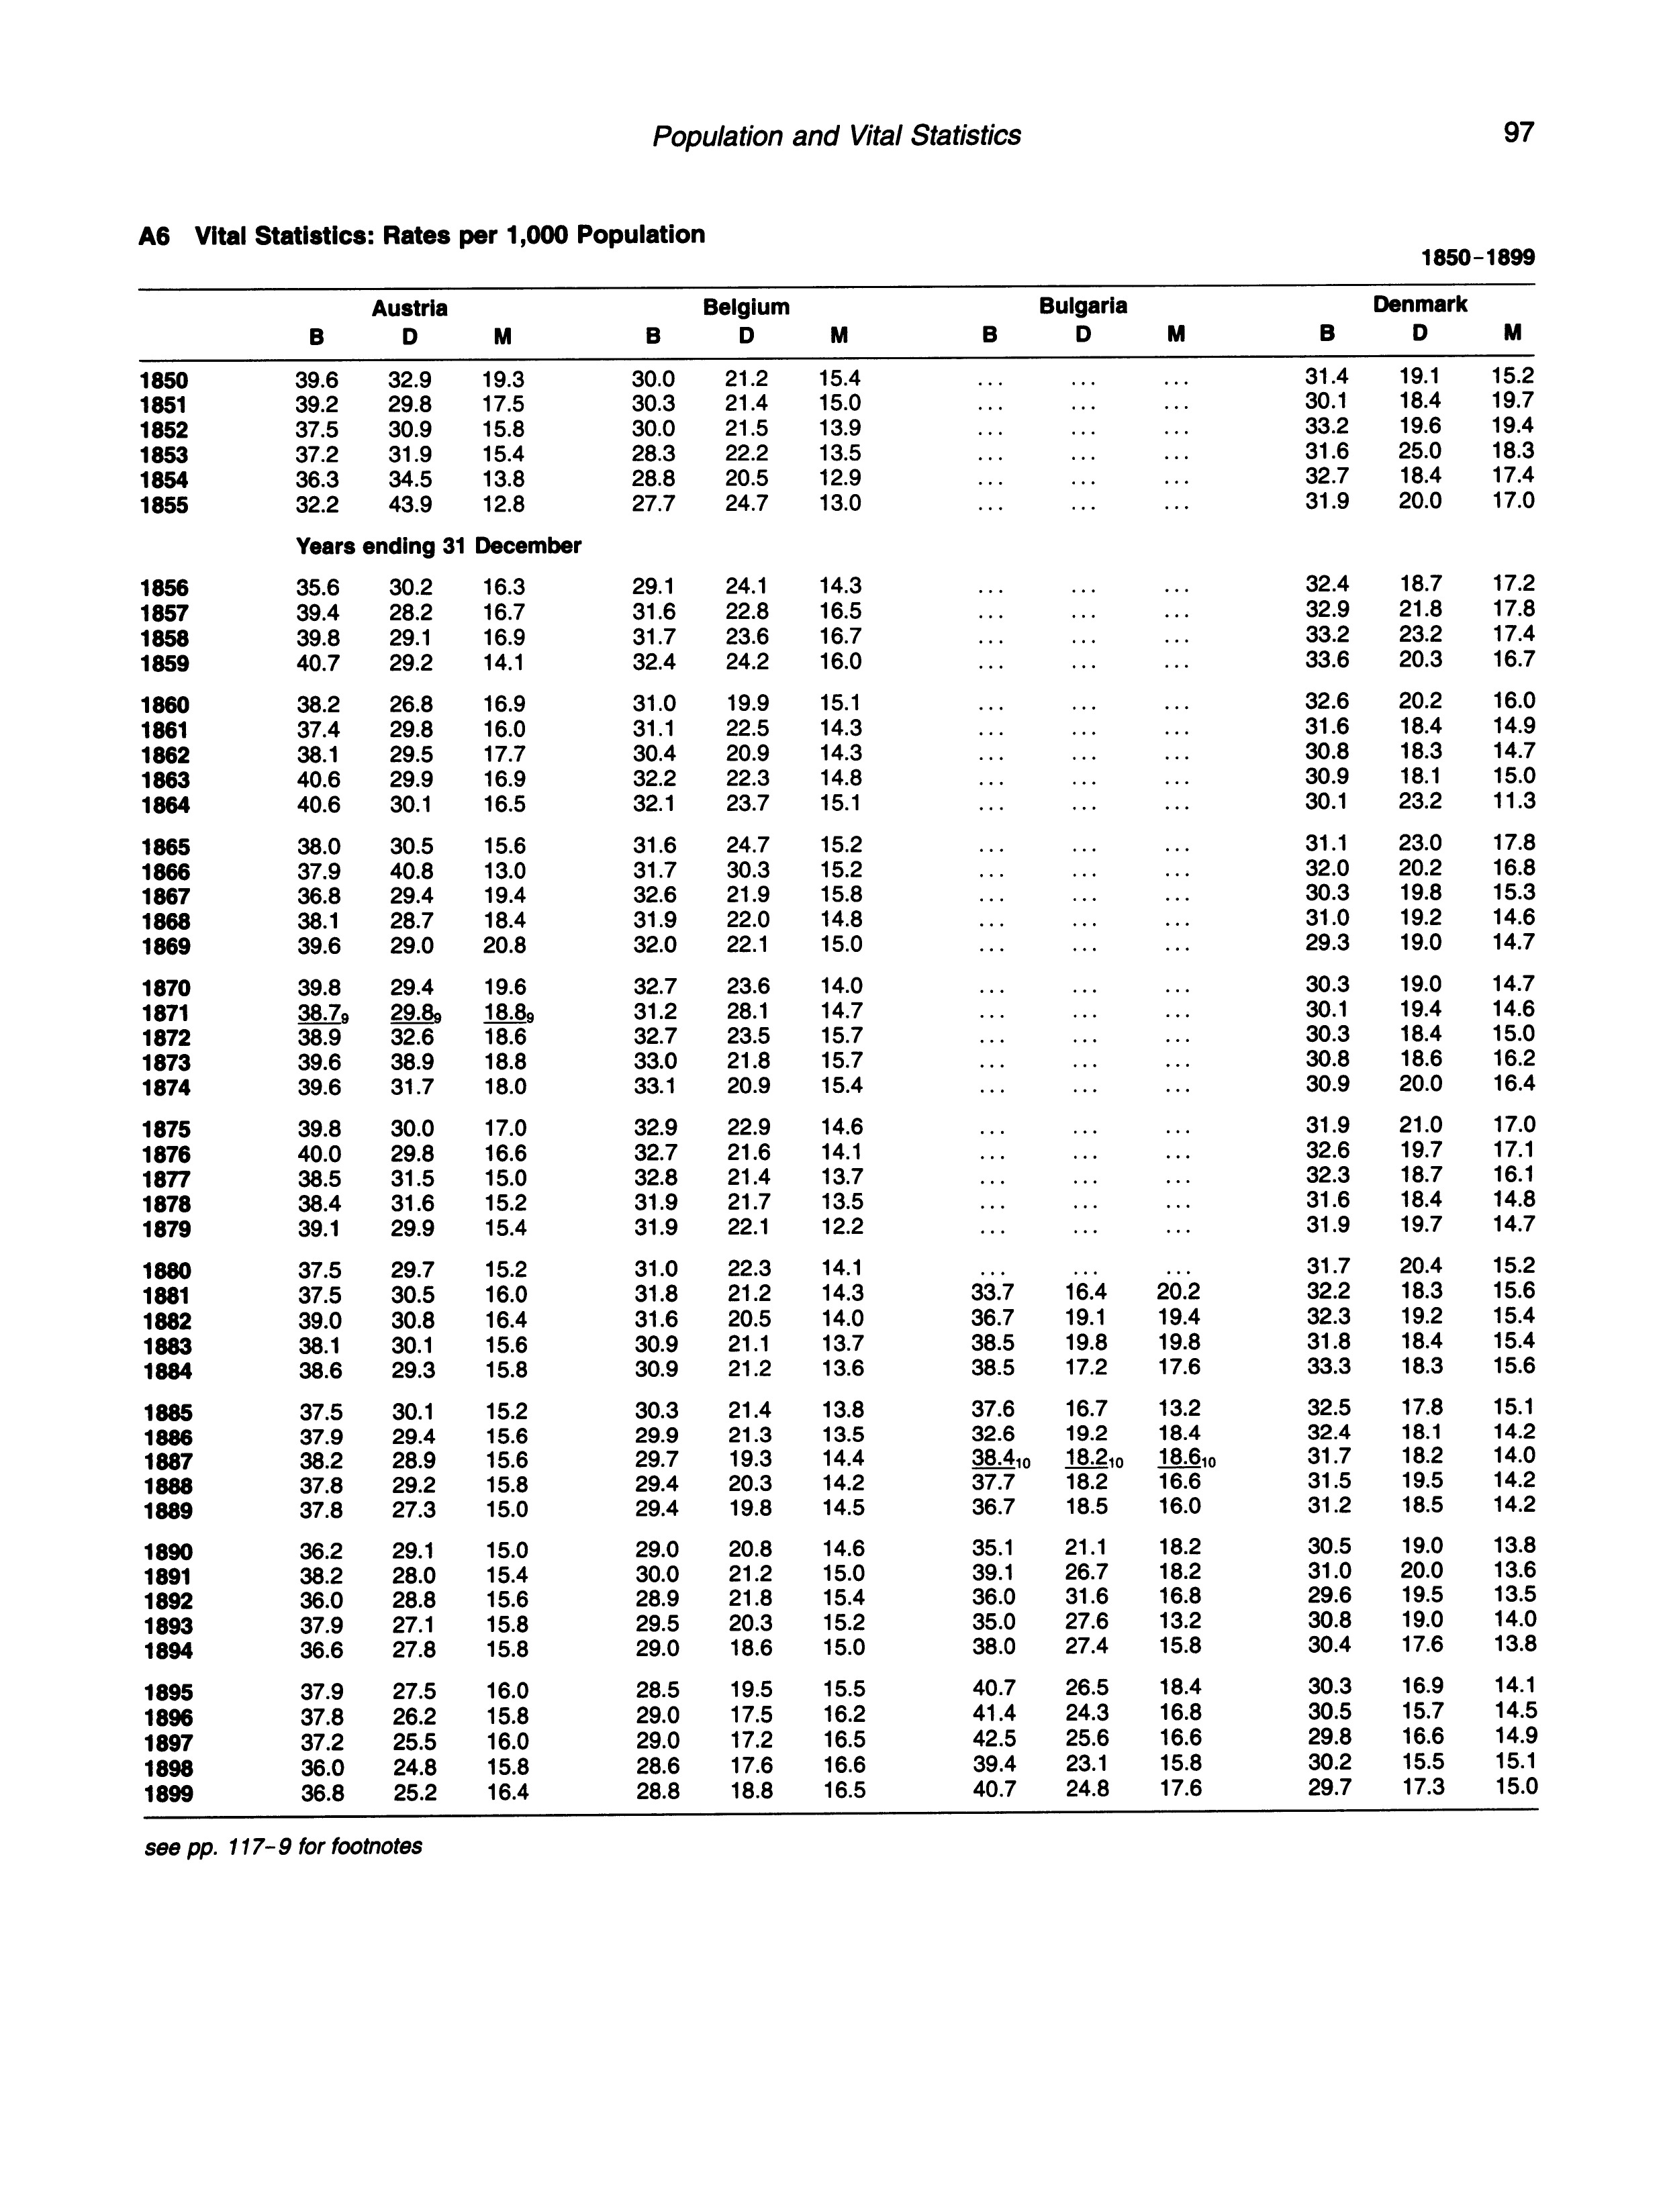 Population and Vital Statistics 97
A6 Vital Statistics: Rates per 1,000 Population
1850-1899
Austria Belgium Bulgaria Denmark
B D M B D M B D M B D M
1850 39.6 32.9 19.3 30.0 21.2 15.4 ... ... ... 31.4 19.1 15.2
1851 39.2 29.8 17.5 30.3 21.4 15.0 ... ... ... 30.1 18.4 19.7
1852 37.5 30.9 15.8 30.0 21.5 13.9 ... ... ... 33.2 19.6 19.4
1853 37.2 31.9 15.4 28.3 22.2 13.5 ... ... ... 31.6 25.0 18.3
1854 36.3 34.5 13.8 28.8 20.5 12.9 ... ... ... 32.7 18.4 17.4
1855 32.2 43.9 12.8 27.7 24.7 13.0 ... ... ... 31.9 20.0 17.0
Years ending 31 December
1856 35.6 30.2 16.3 29.1 24.1 14.3 ... ... ... 32.4 18.7 17.2
1857 39.4 28.2 16.7 31.6 22.8 16.5 ... ... ... 32.9 21.8 17.8
1858 39.8 29.1 16.9 31.7 23.6 16.7 ... ... ... 33.2 23.2 17.4
1859 40.7 29.2 14.1 32.4 24.2 16.0 ... ... ... 33.6 20.3 16.7
1860 38.2 26.8 16.9 31.0 19.9 15.1 ... ... ... 32.6 20.2 16.0
1861 37.4 29.8 16.0 31.1 22.5 14.3 ... ... ... 31.6 18.4 14.9
1862 38.1 29.5 17.7 30.4 20.9 14.3 ... ... ... 30.8 18.3 14.7
1863 40.6 29.9 16.9 32.2 22.3 14.8 ... ... ... 30.9 18.1 15.0
1864 40.6 30.1 16.5 32.1 23.7 15.1 ... ... ... 30.1 23.2 11.3
1865 38.0 30.5 15.6 31.6 24.7 15.2 ... ... ... 31.1 23.0 17.8
1866 37.9 40.8 13.0 31.7 30.3 15.2 ... ... ... 32.0 20.2 16.8
1867 36.8 29.4 19.4 32.6 21.9 15.8 ... ... ... 30.3 19.8 15.3
1868 38.1 28.7 18.4 31.9 22.0 14.8 ... ... ... 31.0 19.2 14.6
1869 39.6 29.0 20.8 32.0 22.1 15.0 ... ... ... 29.3 19.0 14.7
1870 39.8 29.4 19.6 32.7 23.6 14.0 ... ... ... 30.3 19.0 14.7
1871 38.7₉ 29.8₉ 18.8₉ 31.2 28.1 14.7 ... ... ... 30.1 19.4 14.6
1872 38.9 32.6 18.6 32.7 23.5 15.7 ... ... ... 30.3 18.4 15.0
1873 39.6 38.9 18.8 33.0 21.8 15.7 ... ... ... 30.8 18.6 16.2
1874 39.6 31.7 18.0 33.1 20.9 15.4 ... ... ... 30.9 20.0 16.4
1875 39.8 30.0 17.0 32.9 22.9 14.6 ... ... ... 31.9 21.0 17.0
1876 40.0 29.8 16.6 32.7 21.6 14.1 ... ... ... 32.6 19.7 17.1
1877 38.5 31.5 15.0 32.8 21.4 13.7 ... ... ... 32.3 18.7 16.1
1878 38.4 31.6 15.2 31.9 21.7 13.5 ... ... ... 31.6 18.4 14.8
1879 39.1 29.9 15.4 31.9 22.1 12.2 ... ... ... 31.9 19.7 14.7
1880 37.5 29.7 15.2 31.0 22.3 14.1 ... ... ... 31.7 20.4 15.2
1881 37.5 30.5 16.0 31.8 21.2 14.3 33.7 16.4 20.2 32.2 18.3 15.6
1882 39.0 30.8 16.4 31.6 20.5 14.0 36.7 19.1 19.4 32.3 19.2 15.4
1883 38.1 30.1 15.6 30.9 21.1 13.7 38.5 19.8 19.8 31.8 18.4 15.4
1884 38.6 29.3 15.8 30.9 21.2 13.6 38.5 17.2 17.6 33.3 18.3 15.6
1885 37.5 30.1 15.2 30.3 21.4 13.8 37.6 16.7 13.2 32.5 17.8 15.1
1886 37.9 29.4 15.6 29.9 21.3 13.5 32.6 19.2 18.4 32.4 18.1 14.2
1887 38.2 28.9 15.6 29.7 19.3 14.4 38.4₁₀ 18.2₁₀ 18.6₁₀ 31.7 18.2 14.0
1888 37.8 29.2 15.8 29.4 20.3 14.2 37.7 18.2 16.6 31.5 19.5 14.2
1889 37.8 27.3 15.0 29.4 19.8 14.5 36.7 18.5 16.0 31.2 18.5 14.2
1890 36.2 29.1 15.0 29.0 20.8 14.6 35.1 21.1 18.2 30.5 19.0 13.8
1891 38.2 28.0 15.4 30.0 21.2 15.0 39.1 26.7 18.2 31.0 20.0 13.6
1892 36.0 28.8 15.6 28.9 21.8 15.4 36.0 31.6 16.8 29.6 19.5 13.5
1893 37.9 27.1 15.8 29.5 20.3 15.2 35.0 27.6 13.2 30.8 19.0 14.0
1894 36.6 27.8 15.8 29.0 18.6 15.0 38.0 27.4 15.8 30.4 17.6 13.8
1895 37.9 27.5 16.0 28.5 19.5 15.5 40.7 26.5 18.4 30.3 16.9 14.1
1896 37.8 26.2 15.8 29.0 17.5 16.2 41.4 24.3 16.8 30.5 15.7 14.5
1897 37.2 25.5 16.0 29.0 17.2 16.5 42.5 25.6 16.6 29.8 16.6 14.9
1898 36.0 24.8 15.8 28.6 17.6 16.6 39.4 23.1 15.8 30.2 15.5 15.1
1899 36.8 25.2 16.4 28.8 18.8 16.5 40.7 24.8 17.6 29.7 17.3 15.0
see pp. 117-9 for footnotes